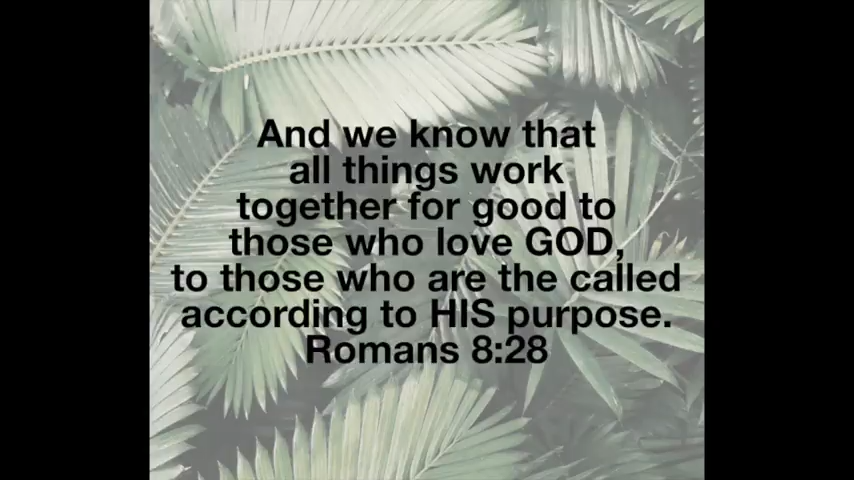 And we know that
all things work
together for good to
those who love GOD,
to those who are the called
according to HIS purpose.
Romans 8:28